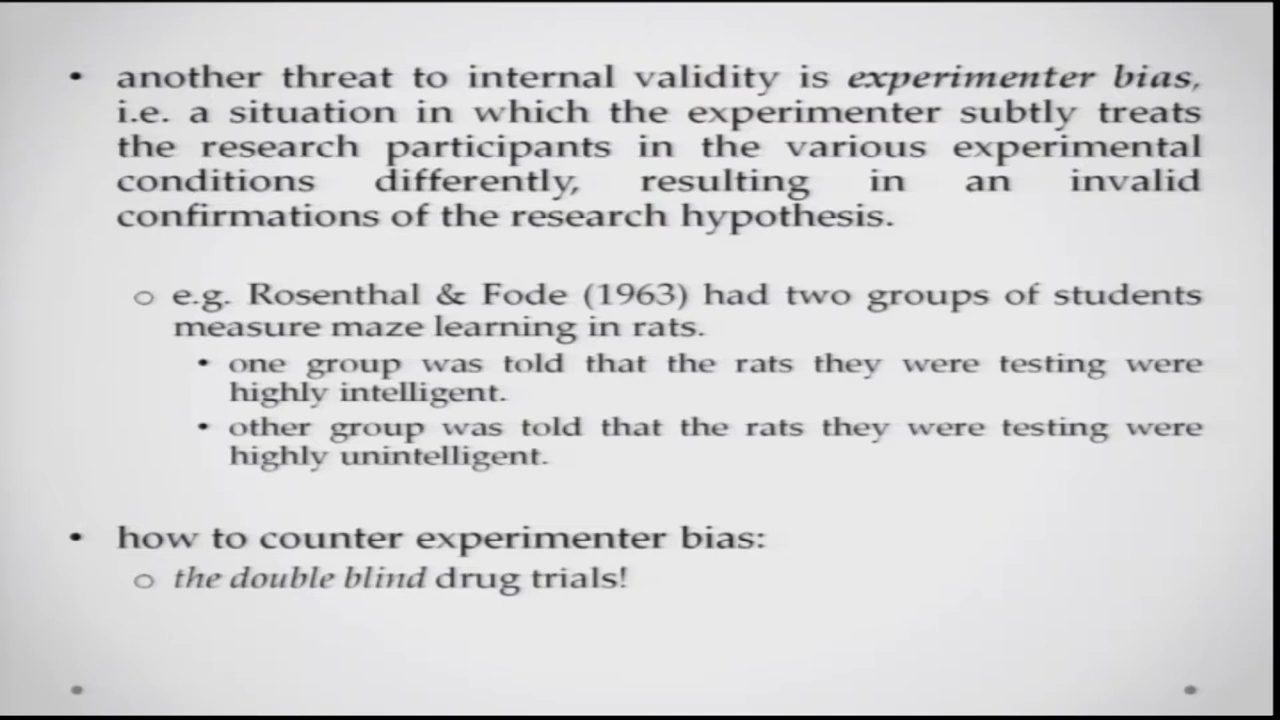 • another threat to internal validity is experimenter bias,
i.e. a situation in which the experimenter subtly treats
the research participants in the various experimental
conditions differently, resulting in an invalid
confirmations of the research hypothesis.
○ e.g. Rosenthal & Fode (1963) had two groups of students
measure maze learning in rats.
• one group was told that the rats they were testing were
highly intelligent.
• other group was told that the rats they were testing were
highly unintelligent.
• how to counter experimenter bias:
○ the double blind drug trials!